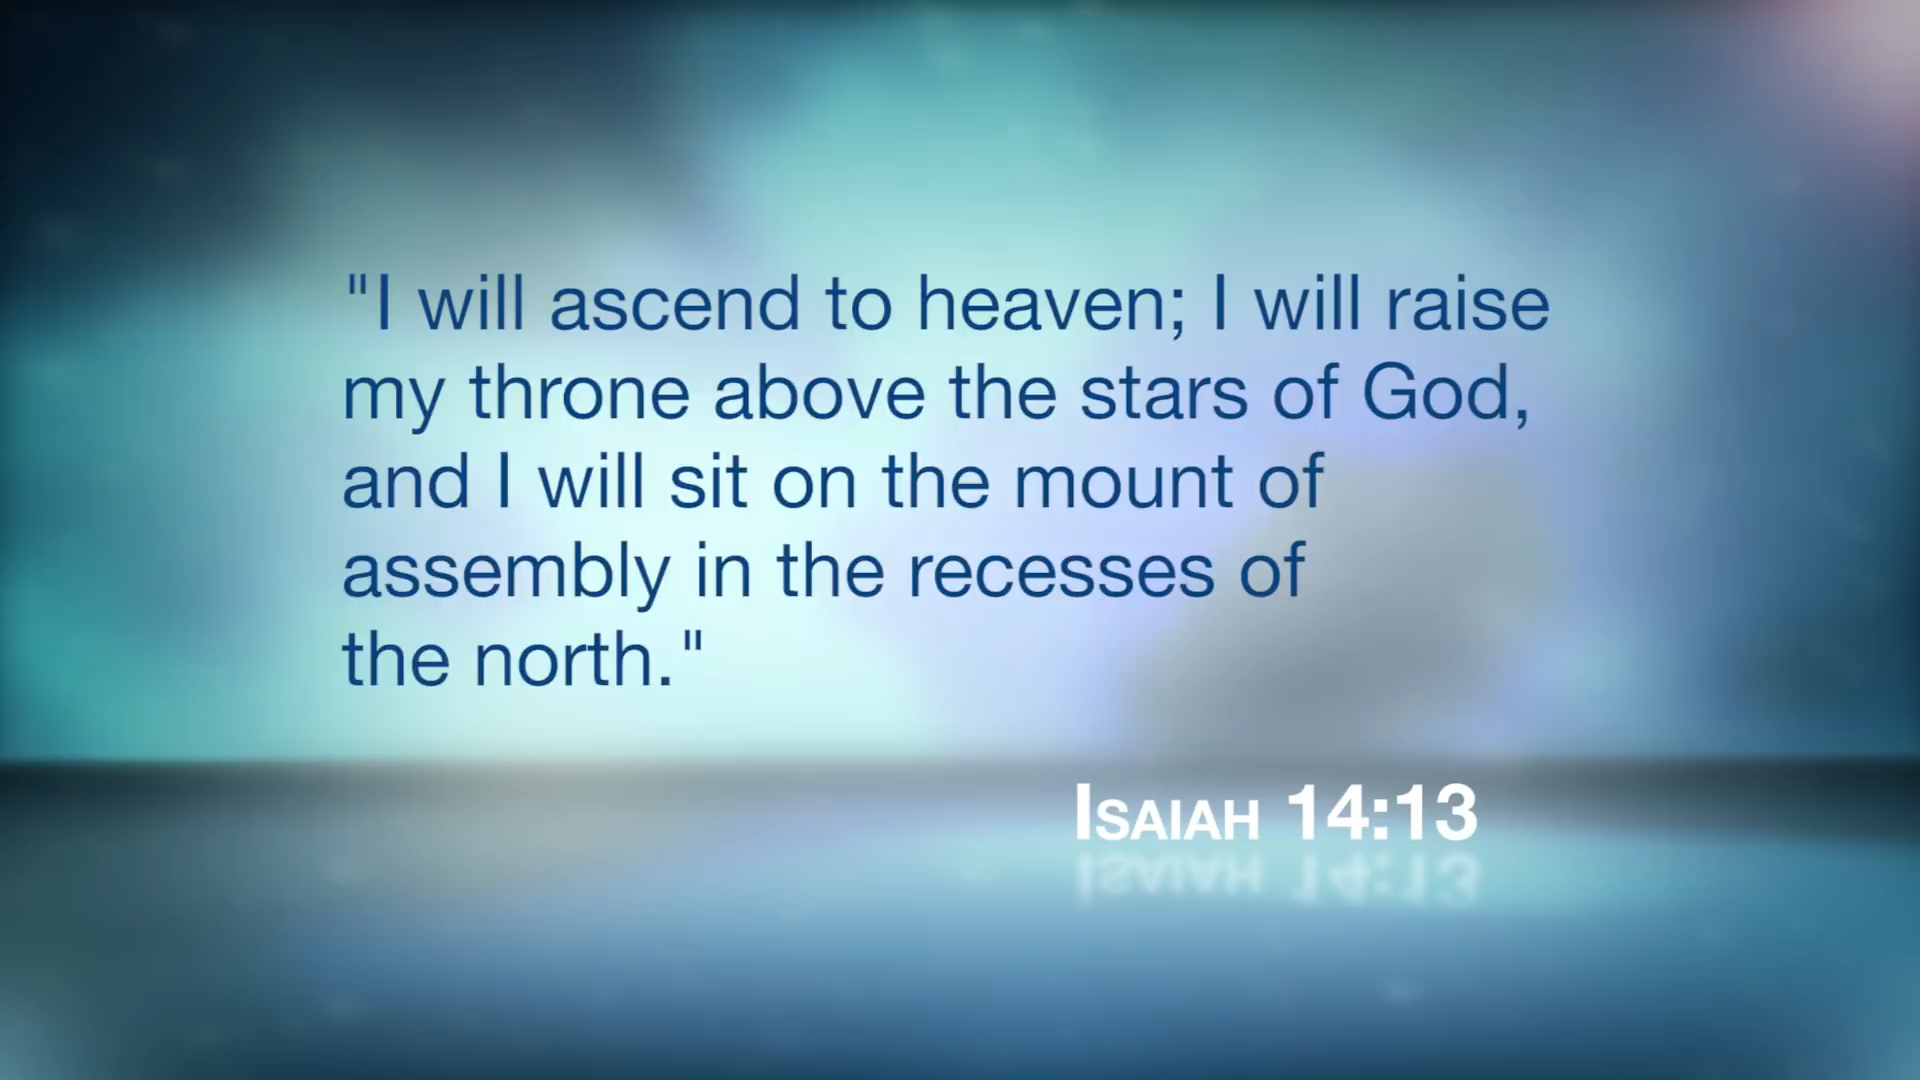 "I will ascend to heaven; I will raise
my throne above the stars of God,
and I will sit on the mount of
assembly in the recesses of
the north."
Isaiah 14:13